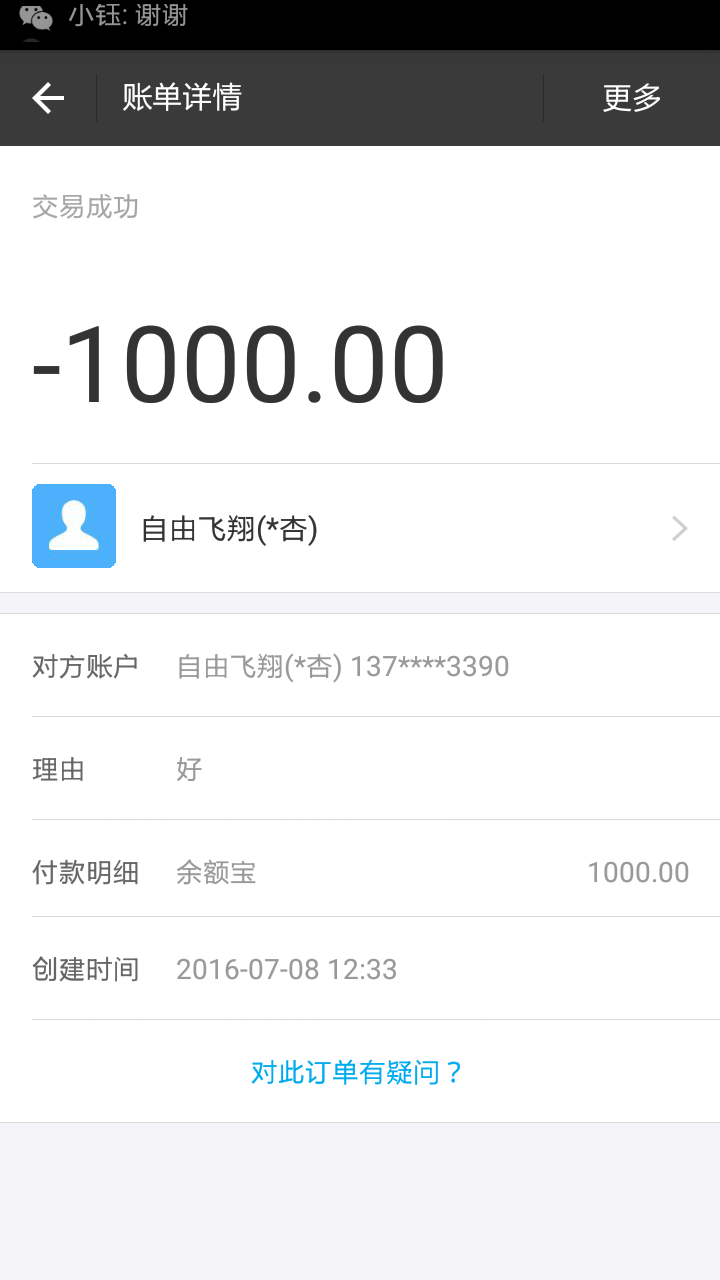 小钰: 谢谢
账单详情 更多
交易成功
-1000.00
自由飞翔(*杏)
对方账户 自由飞翔(*杏) 137****3390
理由 好
付款明细 余额宝 1000.00
创建时间 2016-07-08 12:33
对此订单有疑问？